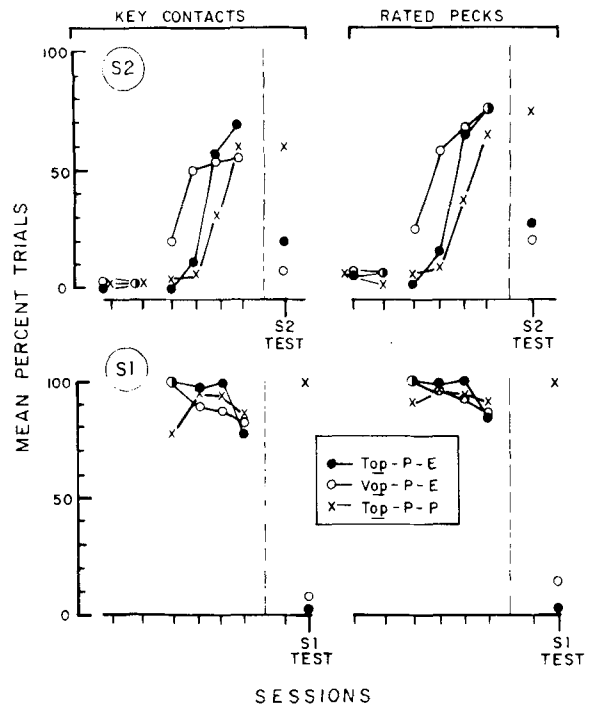 KEY CONTACTS
RATED PECKS
S2
100
50
0
MEAN PERCENT TRIALS
S2
TEST
S2
TEST
S1
100
50
0
Top-P-E
Vop-P-E
Top-P-P
S1
TEST
S1
TEST
SESSIONS